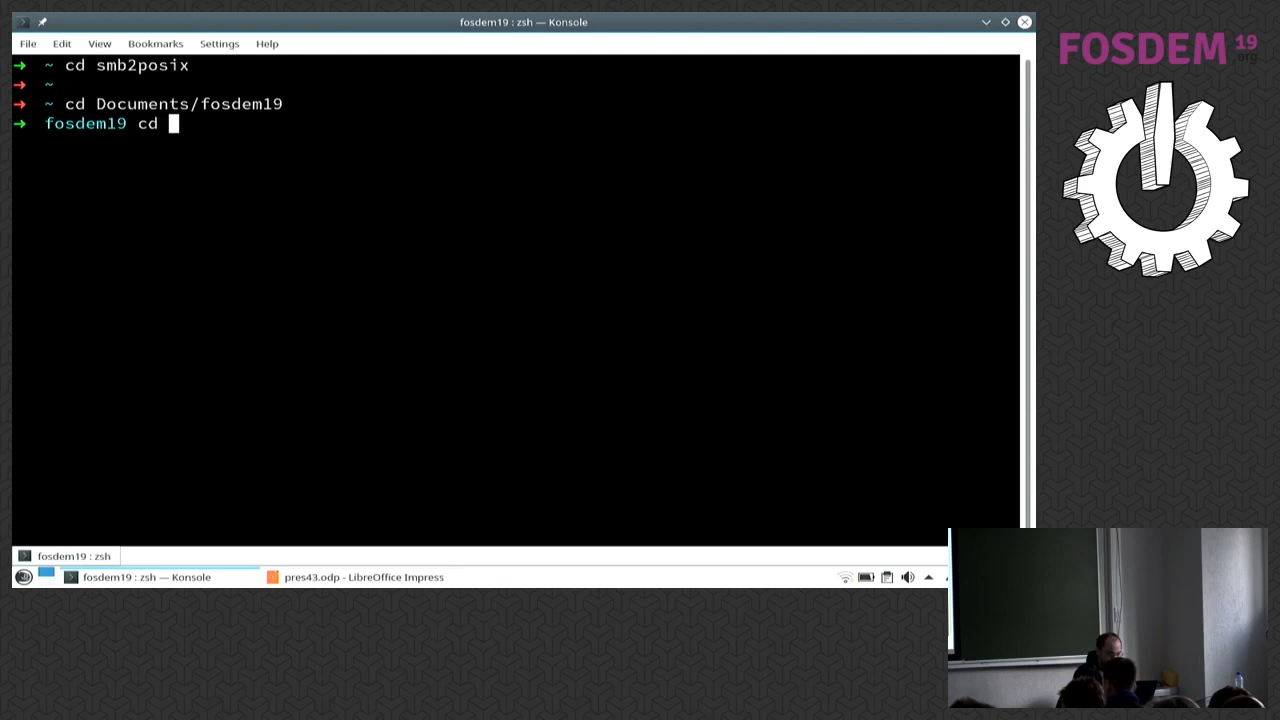 fosdem19 : zsh — Konsole
File Edit View Bookmarks Settings Help
➜ ~ cd smb2posix
➜ ~
➜ ~ cd Documents/fosdem19
➜ fosdem19 cd
fosdem19 : zsh
fosdem19 : zsh — Konsole
pres43.odp - LibreOffice Impress
FOSDEM 19
.org